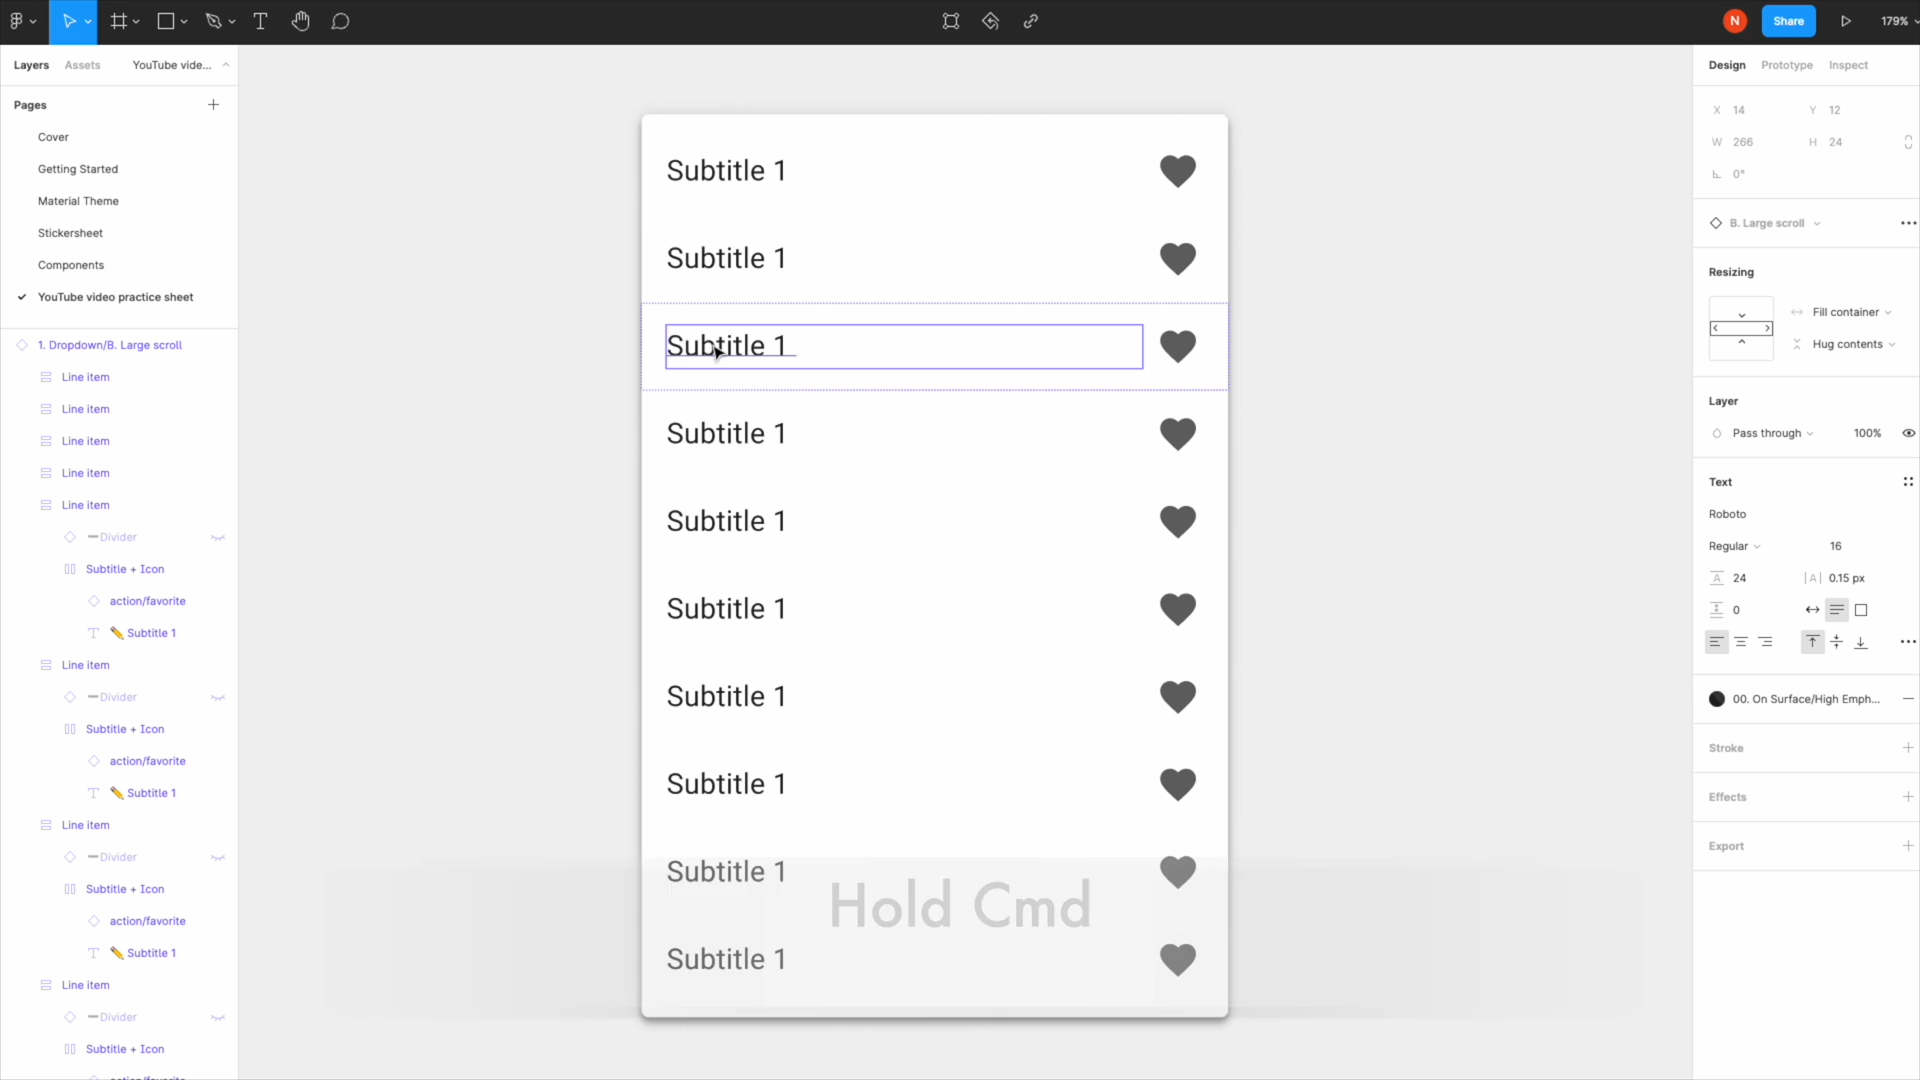 N
Share
179%
Layers
Assets
YouTube vide...
Pages
Cover
Getting Started
Material Theme
Stickersheet
Components
YouTube video practice sheet
1. Dropdown/B. Large scroll
Line item
Line item
Line item
Line item
Line item
Divider
Subtitle + Icon
action/favorite
✏️ Subtitle 1
Line item
Divider
Subtitle + Icon
action/favorite
✏️ Subtitle 1
Line item
Divider
Subtitle + Icon
action/favorite
✏️ Subtitle 1
Line item
Divider
Subtitle + Icon
action/favorite
Subtitle 1
Subtitle 1
Subtitle 1
Subtitle 1
Subtitle 1
Subtitle 1
Subtitle 1
Subtitle 1
Subtitle 1
Hold Cmd
Subtitle 1
Design
Prototype
Inspect
X 14
Y 12
W 266
H 24
0°
B. Large scroll
Resizing
Fill container
Hug contents
Layer
Pass through
100%
Text
Roboto
Regular
16
A 24
|A| 0.15 px
0
00. On Surface/High Emph...
Stroke
Effects
Export